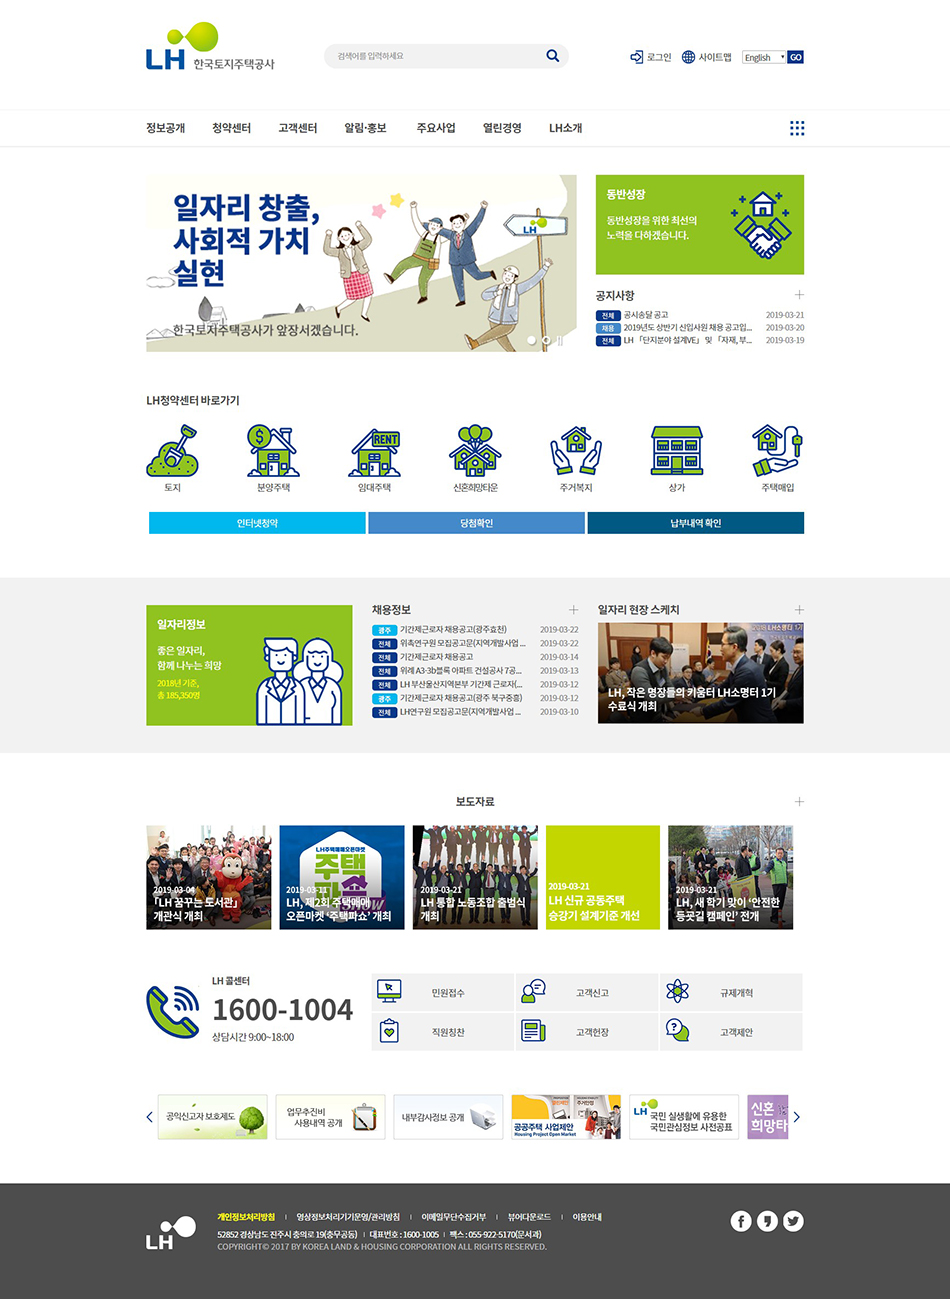 LH 한국토지주택공사
검색어를 입력하세요
로그인
사이트맵
English
GO
정보공개
청약센터
고객센터
알림·홍보
주요사업
열린경영
LH소개
일자리 창출,
사회적 가치
실현
한국토지주택공사가 앞장서겠습니다.
LH
동반성장
동반성장을 위한 최선의
노력을 다하겠습니다.
공지사항
전체 공시송달 공고 2019-03-21
채용 2019년도 상반기 신입사원 채용 공고입... 2019-03-20
전체 LH 「단지분야 설계VE」 및 「자재, 부... 2019-03-19
LH청약센터 바로가기
RENT
토지
분양주택
임대주택
신혼희망타운
주거복지
상가
주택매입
인터넷청약
당첨확인
납부내역 확인
일자리정보
좋은 일자리,
함께 나누는 희망
2018년 기준,
총 185,350명
채용정보
광주 기간제근로자 채용공고(광주효천) 2019-03-22
전체 위촉연구원 모집공고문(지역개발사업 ... 2019-03-22
전체 기간제근로자 채용공고 2019-03-14
전체 위례 A3-3b블록 아파트 건설공사 7공... 2019-03-13
전체 LH 부산울산지역본부 기간제 근로자(... 2019-03-12
광주 기간제근로자 채용공고(광주 북구중흥) 2019-03-12
전체 LH연구원 모집공고문(지역개발사업 ... 2019-03-10
일자리 현장 스케치
2018 LH소명터 1기
LH, 작은 명장들의 키움터 LH소명터 1기
수료식 개최
보도자료
2019-03-04
「LH 꿈꾸는 도서관」
개관식 개최
LH주택매매오픈마켓
주택
파쇼
SHOW
2019-03-11
LH, 제2회 주택매매
오픈마켓 ‘주택파쇼’ 개최
2019-03-21
LH 통합 노동조합 출범식
개최
2019-03-21
LH 신규 공동주택
승강기 설계기준 개선
2019-03-21
LH, 새 학기 맞이 ‘안전한
등굣길 캠페인’ 전개
LH 콜센터
1600-1004
상담시간 9:00~18:00
민원접수
고객신고
규제개혁
직원칭찬
고객헌장
고객제안
공익신고자 보호제도
업무추진비
사용내역 공개
내부감사정보 공개
공공주택 사업제안
Housing Project Open Market
LH 국민 실생활에 유용한
국민관심정보 사전공표
신혼
희망타
LH
개인정보처리방침 | 영상정보처리기기운영/관리방침 | 이메일무단수집거부 | 뷰어다운로드 | 이용안내
52852 경상남도 진주시 충의로 19(충무공동) | 대표번호 : 1600-1005 | 팩스 : 055-922-5170(문서과)
COPYRIGHT© 2017 BY KOREA LAND & HOUSING CORPORATION ALL RIGHTS RESERVED.